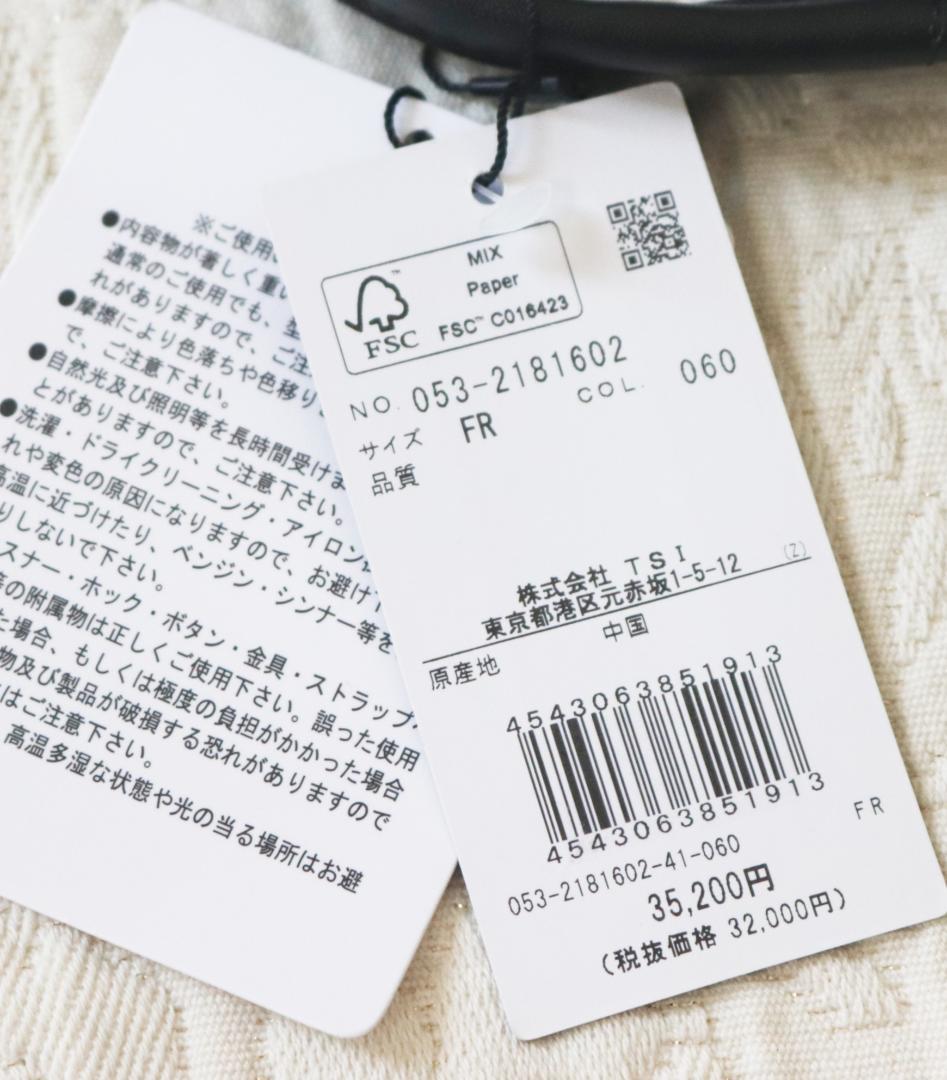 ※ご使用
●内容物が著しく重
通常のご使用でも、型
れがありますので、ご注
●摩擦により色落ちや色移り
で、ご注意下さい。
●自然光及び照明等を長時間受けま
とがありますので、ご注意下さい。
●洗濯・ドライクリーニング・アイロン
れや変色の原因になりますので、お避け
高温に近づけたり、ベンジン・シンナー等を
りしないで下さい。
スナー・ホック・ボタン・金具・ストラップ
等の附属物は正しくご使用下さい。誤った使用
た場合、もしくは極度の負担がかかった場合
物及び製品が破損する恐れがありますので
はご注意下さい。
高温多湿な状態や光の当る場所はお避
MIX
Paper
FSC™ C016423
FSC
NO. 053-2181602 COL. 060
サイズ FR
品質
(Z)
株式会社 TSI
東京都港区元赤坂1-5-12
原産地 中国
4543063851913
4543063851913
FR
053-2181602-41-060
35,200円
(税抜価格 32,000円)